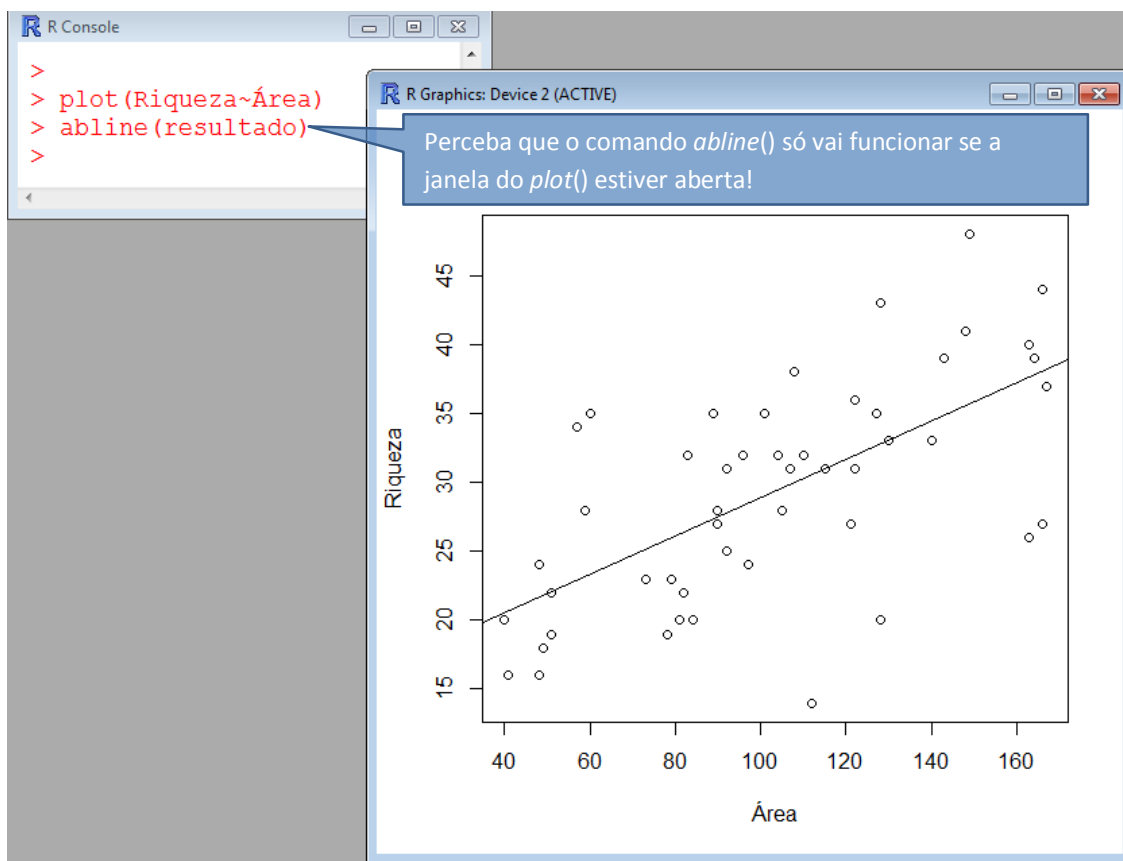 R Console
>
> plot(Riqueza~Área)
> abline(resultado)
>
R Graphics: Device 2 (ACTIVE)
Perceba que o comando abline() só vai funcionar se a
janela do plot() estiver aberta!
45
40
35
30
25
20
15
Riqueza
40 60 80 100 120 140 160
Área